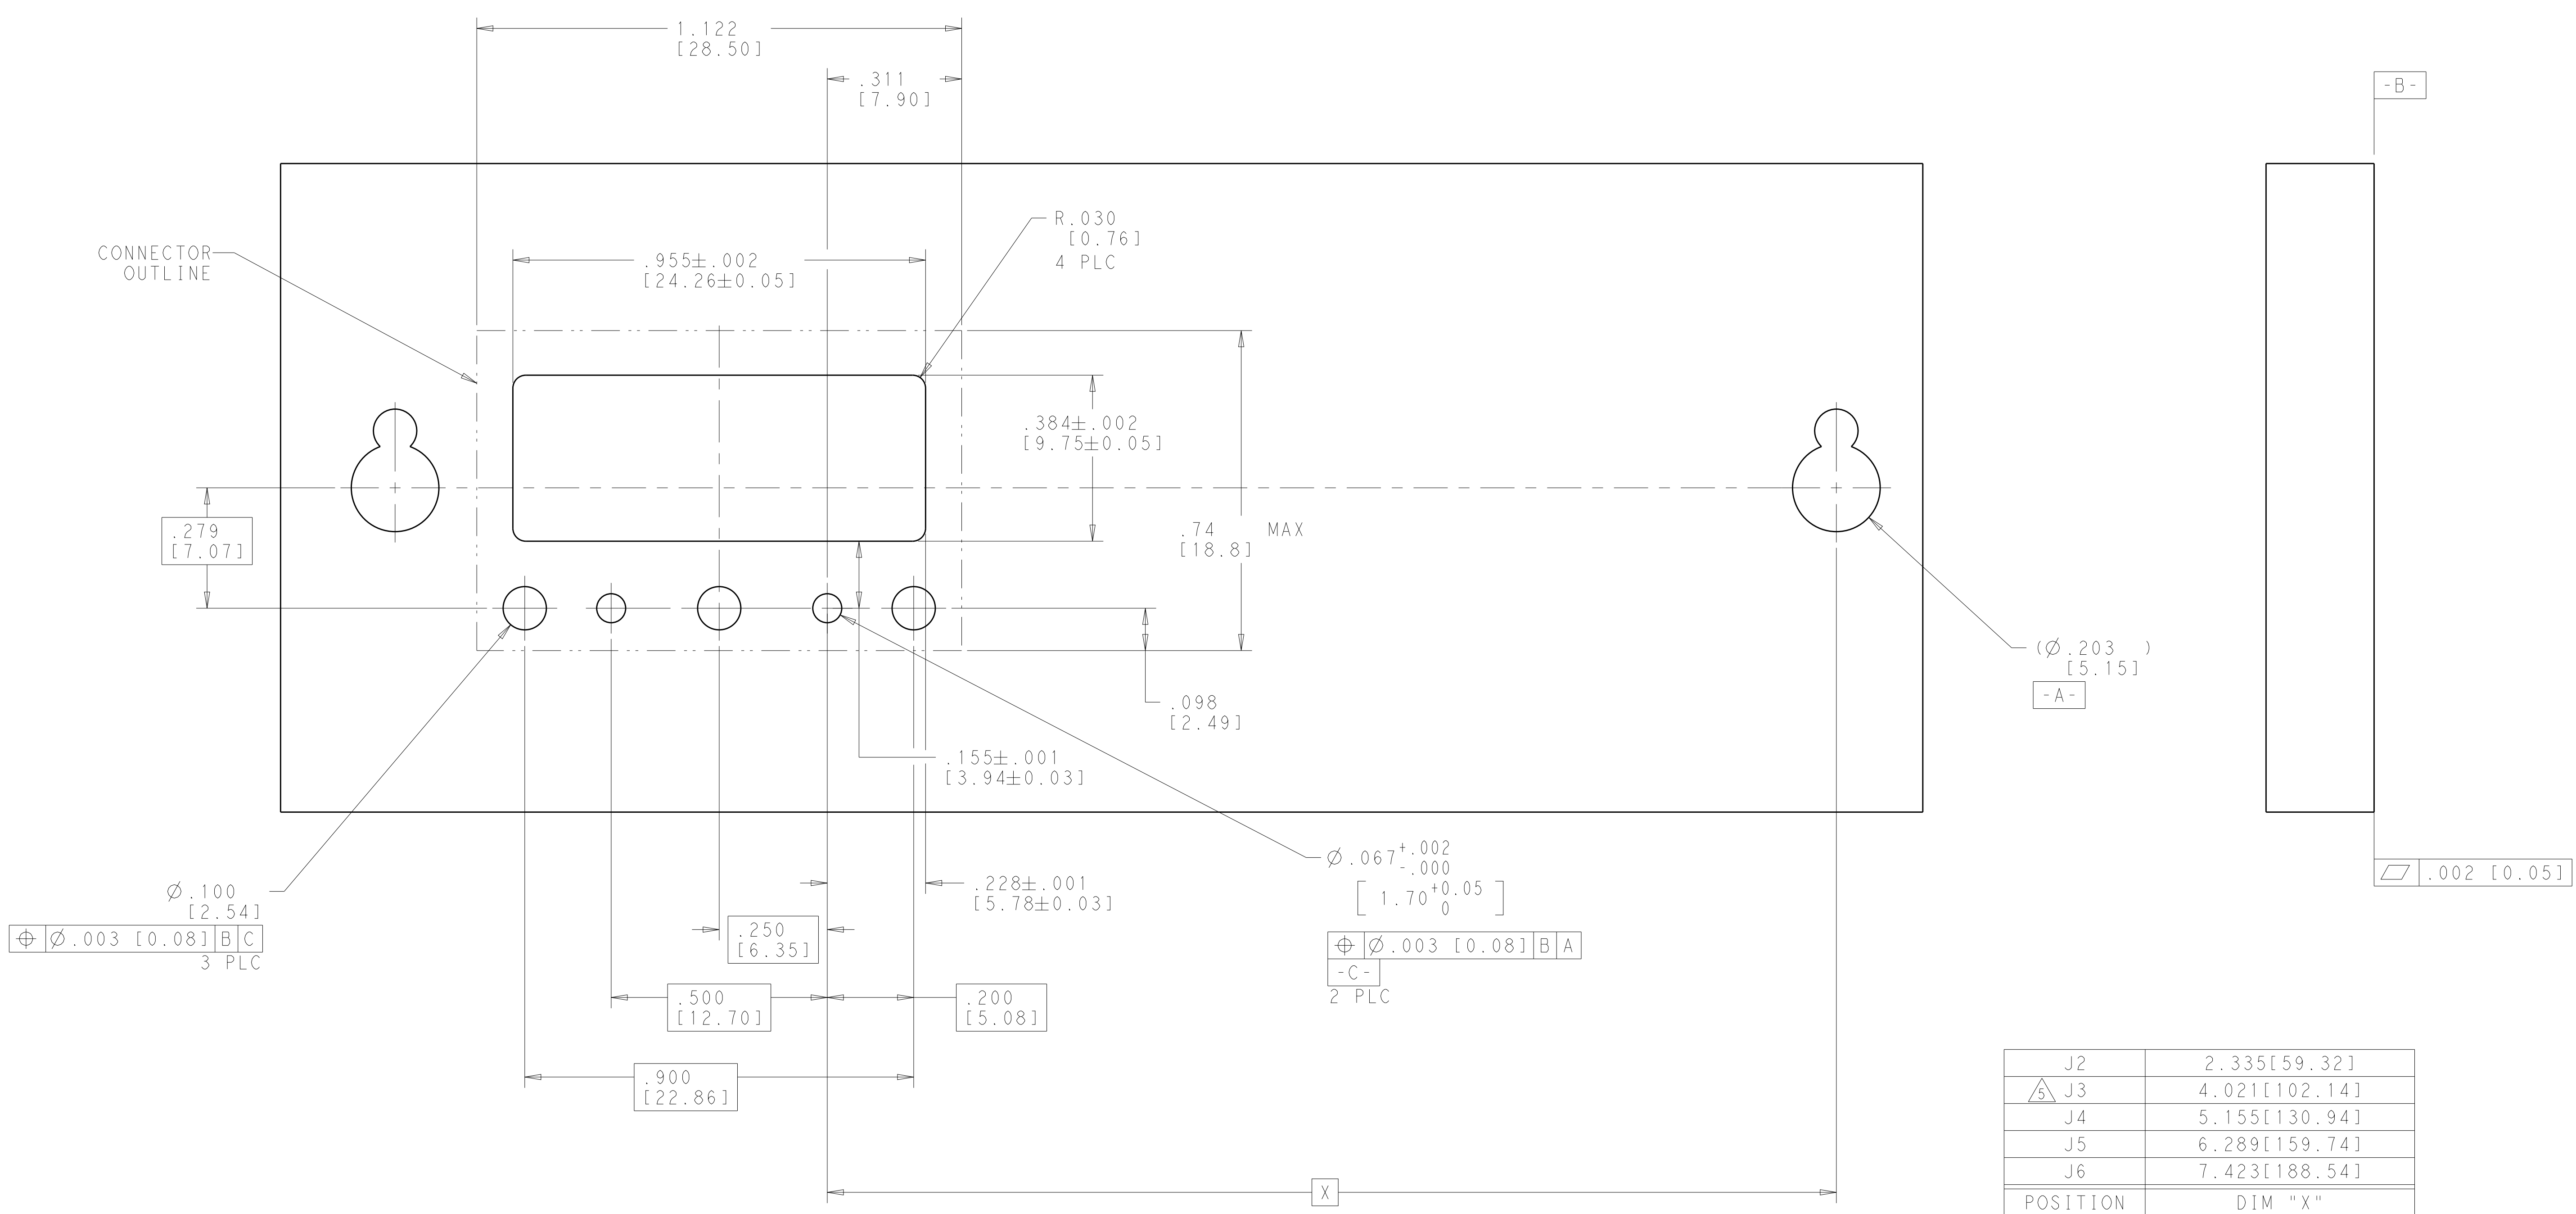 1.122
[28.50]
.311
[7.90]
-B-
R.030
[0.76]
4 PLC
CONNECTOR
OUTLINE
.955±.002
[24.26±0.05]
.384±.002
[9.75±0.05]
.279
[7.07]
.74 MAX
[18.8]
(Ø.203 )
[5.15]
-A-
.098
[2.49]
.155±.001
[3.94±0.03]
Ø.067+.002
-.000
[1.70+0.05
0]
⌖ Ø.003 [0.08] B A
-C-
2 PLC
.002 [0.05]
Ø.100
[2.54]
⌖ Ø.003 [0.08] B C
3 PLC
.228±.001
[5.78±0.03]
.250
[6.35]
.500
[12.70]
.200
[5.08]
.900
[22.86]
X
J2 2.335[59.32]
5 J3 4.021[102.14]
J4 5.155[130.94]
J5 6.289[159.74]
J6 7.423[188.54]
POSITION DIM "X"